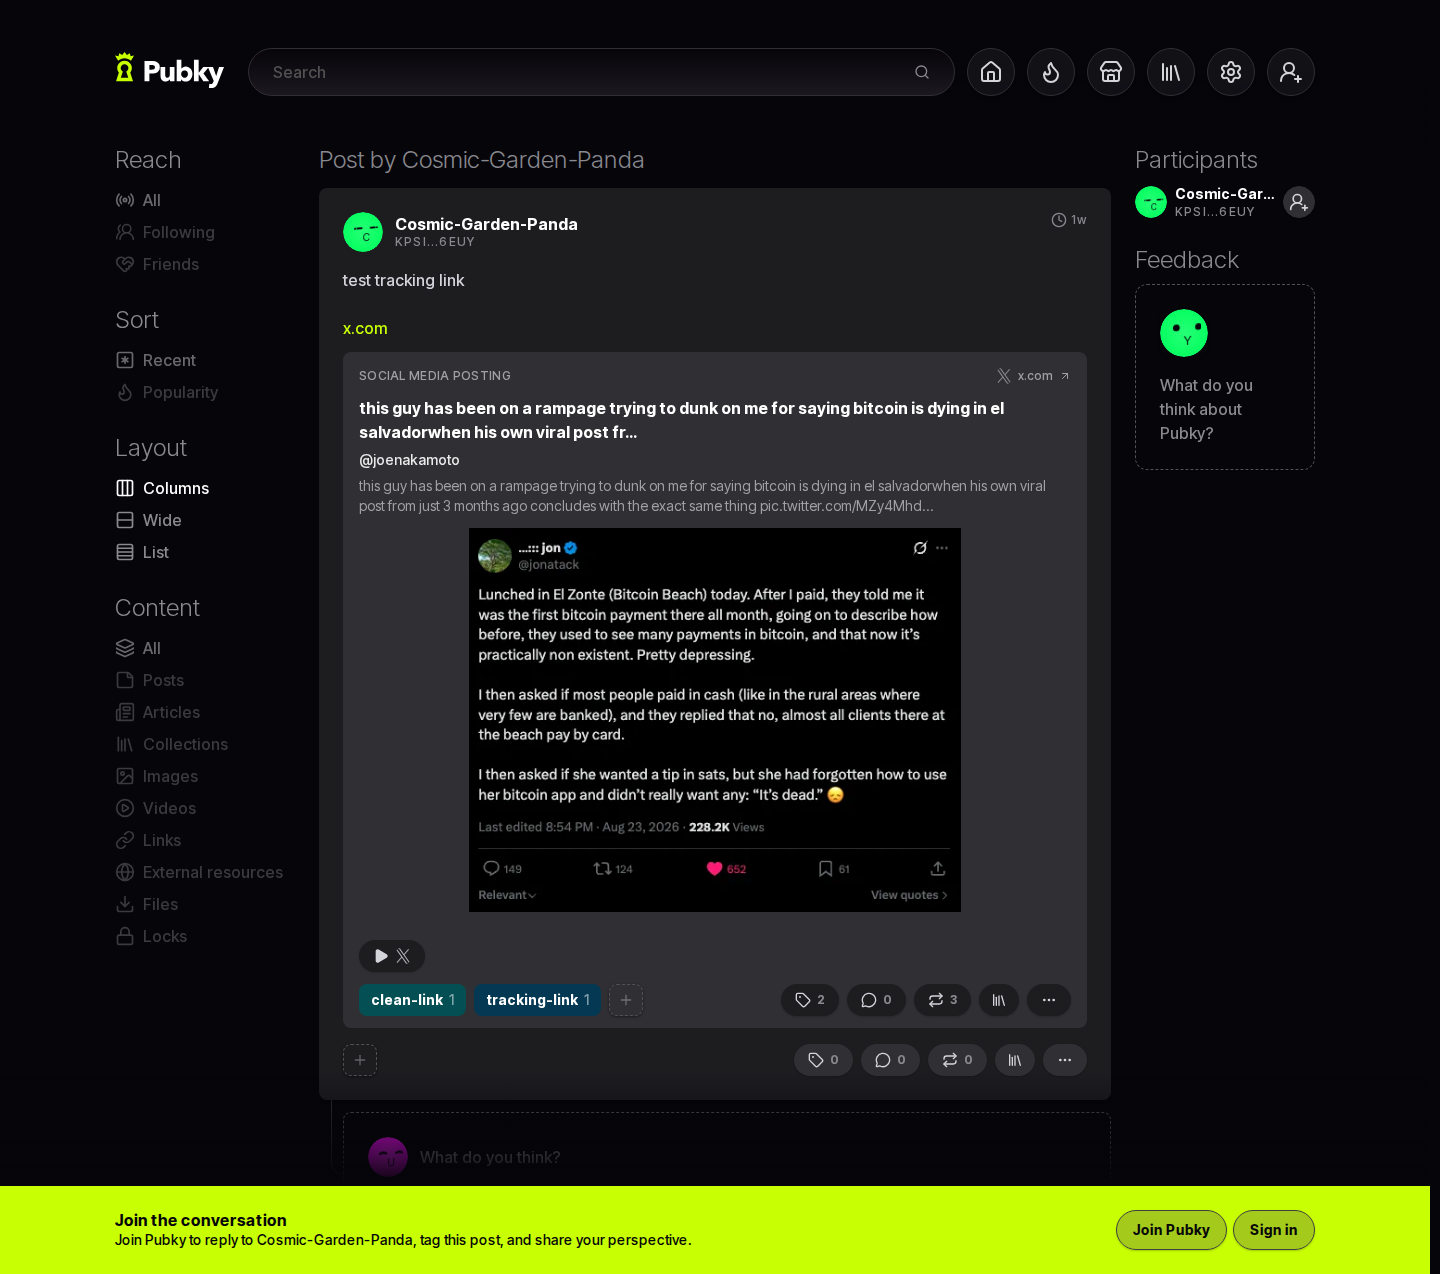 Pubky
Search
Reach
All
Following
Friends
Sort
Recent
Popularity
Layout
Columns
Wide
List
Content
All
Posts
Articles
Collections
Images
Videos
Links
External resources
Files
Locks
Post by Cosmic-Garden-Panda
C
Cosmic-Garden-Panda
KPSI...6EUY
1w
test tracking link
x.com
SOCIAL MEDIA POSTING
x.com
this guy has been on a rampage trying to dunk on me for saying bitcoin is dying in el
salvadorwhen his own viral post fr...
@joenakamoto
this guy has been on a rampage trying to dunk on me for saying bitcoin is dying in el salvadorwhen his own viral
post from just 3 months ago concludes with the exact same thing pic.twitter.com/MZy4Mhd...
...::: jon
@jonatack
Lunched in El Zonte (Bitcoin Beach) today. After I paid, they told me it
was the first bitcoin payment there all month, going on to describe how
before, they used to see many payments in bitcoin, and that now it's
practically non existent. Pretty depressing.
I then asked if most people paid in cash (like in the rural areas where
very few are banked), and they replied that no, almost all clients there at
the beach pay by card.
I then asked if she wanted a tip in sats, but she had forgotten how to use
her bitcoin app and didn't really want any: “It's dead.” 😞
Last edited 8:54 PM · Aug 23, 2026 · 228.2K Views
149 124 652 61
Relevant View quotes
clean-link 1 tracking-link 1 2 0 3
0 0 0
U
What do you think?
Participants
C
Cosmic-Gar...
KPSI...6EUY
Feedback
Y
What do you
think about
Pubky?
Join the conversation
Join Pubky to reply to Cosmic-Garden-Panda, tag this post, and share your perspective.
Join Pubky
Sign in